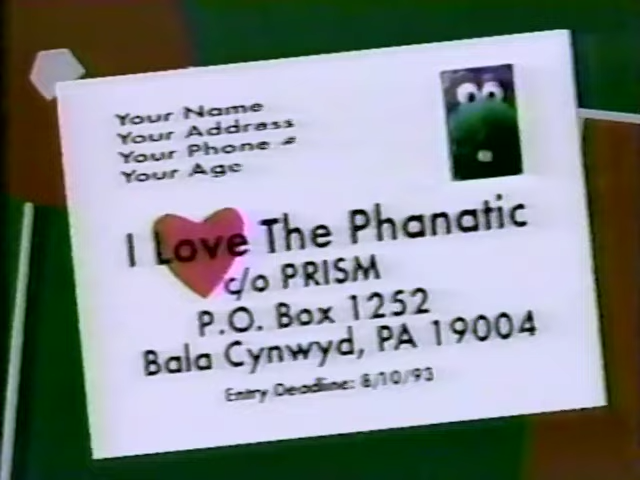 Your Name
Your Address
Your Phone #
Your Age
I Love The Phanatic
c/o PRISM
P.O. Box 1252
Bala Cynwyd, PA 19004
Entry Deadline: 8/10/93